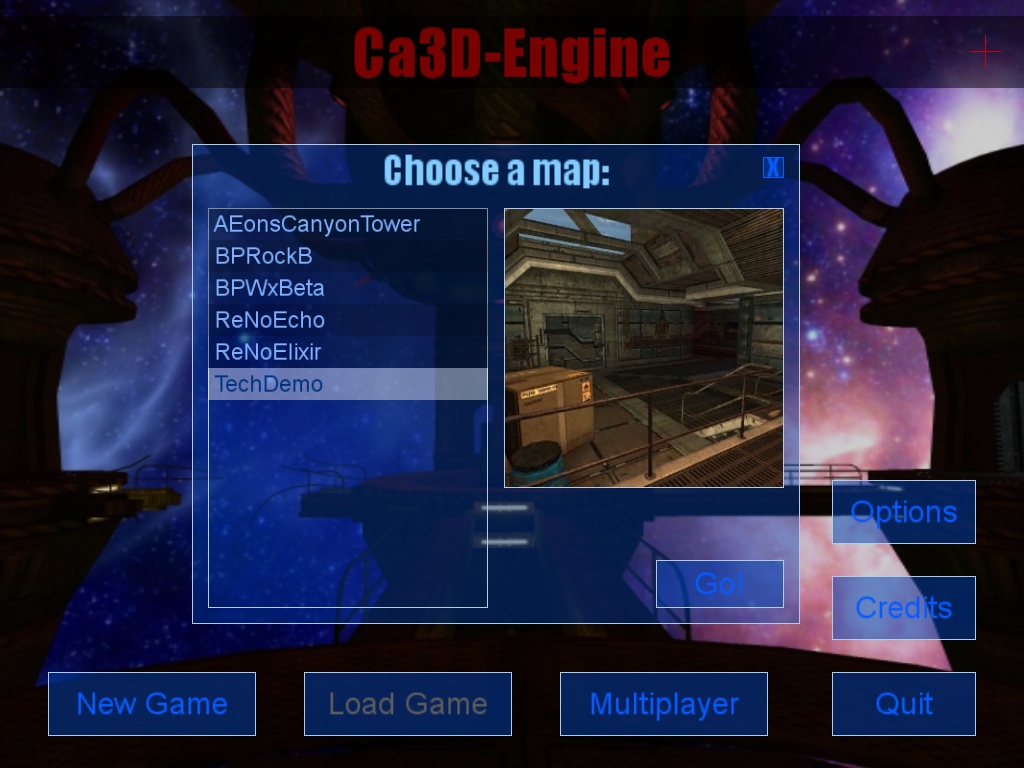 Ca3D-Engine
Choose a map:
X
AEonsCanyonTower
BPRockB
BPWxBeta
ReNoEcho
ReNoElixir
TechDemo
Options
Go!
Credits
New Game
Load Game
Multiplayer
Quit